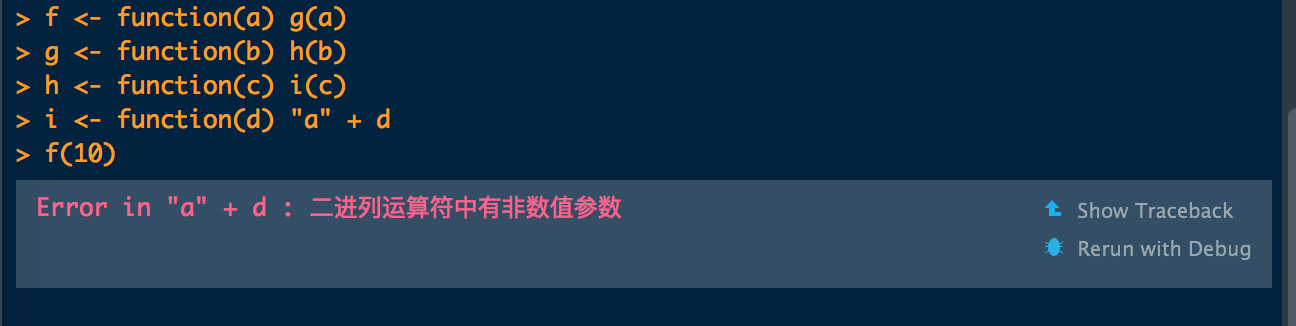 > f <- function(a) g(a)
> g <- function(b) h(b)
> h <- function(c) i(c)
> i <- function(d) "a" + d
> f(10)
Error in "a" + d : 二进列运算符中有非数值参数
Show Traceback
Rerun with Debug